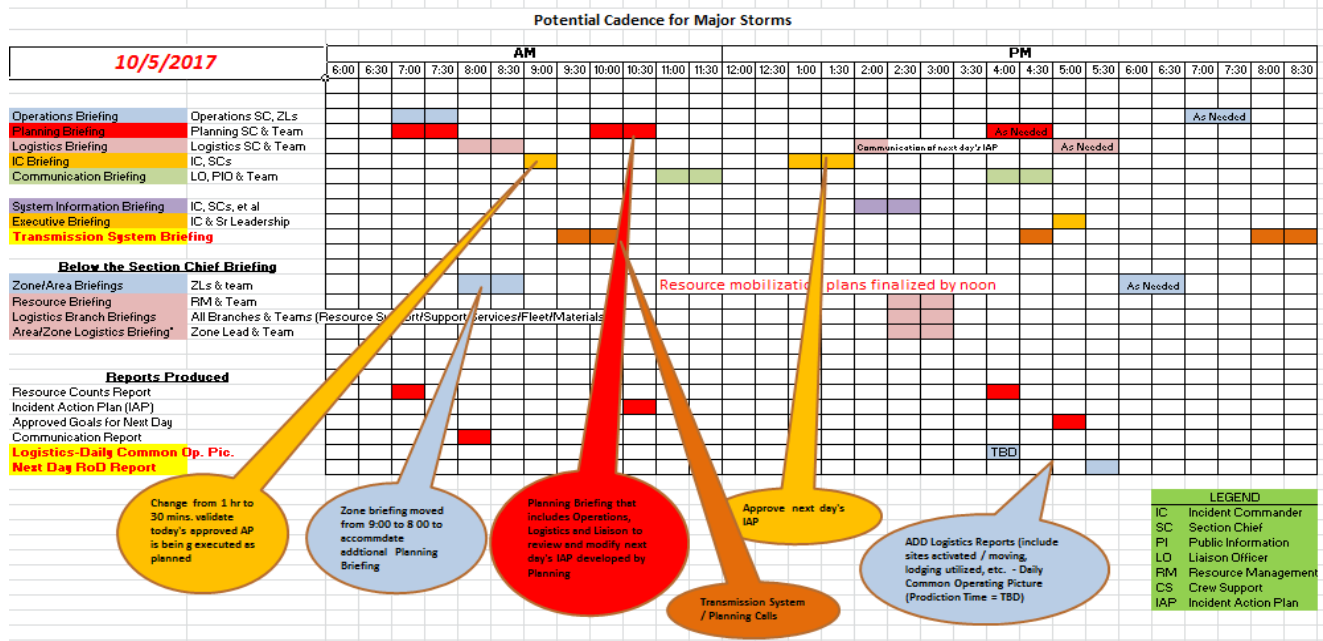 Potential Cadence for Major Storms
10/5/2017
AM
PM
6:00 6:30 7:00 7:30 8:00 8:30 9:00 9:30 10:00 10:30 11:00 11:30 12:00 12:30 1:00 1:30 2:00 2:30 3:00 3:30 4:00 4:30 5:00 5:30 6:00 6:30 7:00 7:30 8:00 8:30
Operations Briefing Operations SC, ZLs As Needed
Planning Briefing Planning SC & Team As Needed
Logistics Briefing Logistics SC & Team Communication of next day's IAP As Needed
IC Briefing IC, SCs
Communication Briefing LO, PIO & Team
System Information Briefing IC, SCs, et al
Executive Briefing IC & Sr Leadership
Transmission System Briefing
Below the Section Chief Briefing
Zone/Area Briefings ZLs & team Resource mobilization plans finalized by noon As Needed
Resource Briefing RM & Team
Logistics Branch Briefings All Branches & Teams (Resource Support/Support Services/Fleet/Materials
Area/Zone Logistics Briefing* Zone Lead & Team
Reports Produced
Resource Counts Report
Incident Action Plan (IAP)
Approved Goals for Next Day
Communication Report
Logistics-Daily Common Op. Pic. TBD
Next Day RoD Report
Change from 1 hr to
30 mins. validate
today's approved AP
is bein g executed as
planned
Zone briefing moved
from 9:00 to 8 00 to
accommdate
addtional Planning
Briefing
Planning Briefing that
includes Operations,
Logistics and Liaison to
review and modify next
day's IAP developed by
Planning
Transmission System
/ Planning Calls
Approve next day's
IAP
ADD Logistics Reports (include
sites activated / moving,
lodging utilized, etc. - Daily
Common Operating Picture
(Prodiction Time = TBD)
LEGEND
IC Incident Commander
SC Section Chief
PI Public Information
LO Liaison Officer
RM Resource Management
CS Crew Support
IAP Incident Action Plan